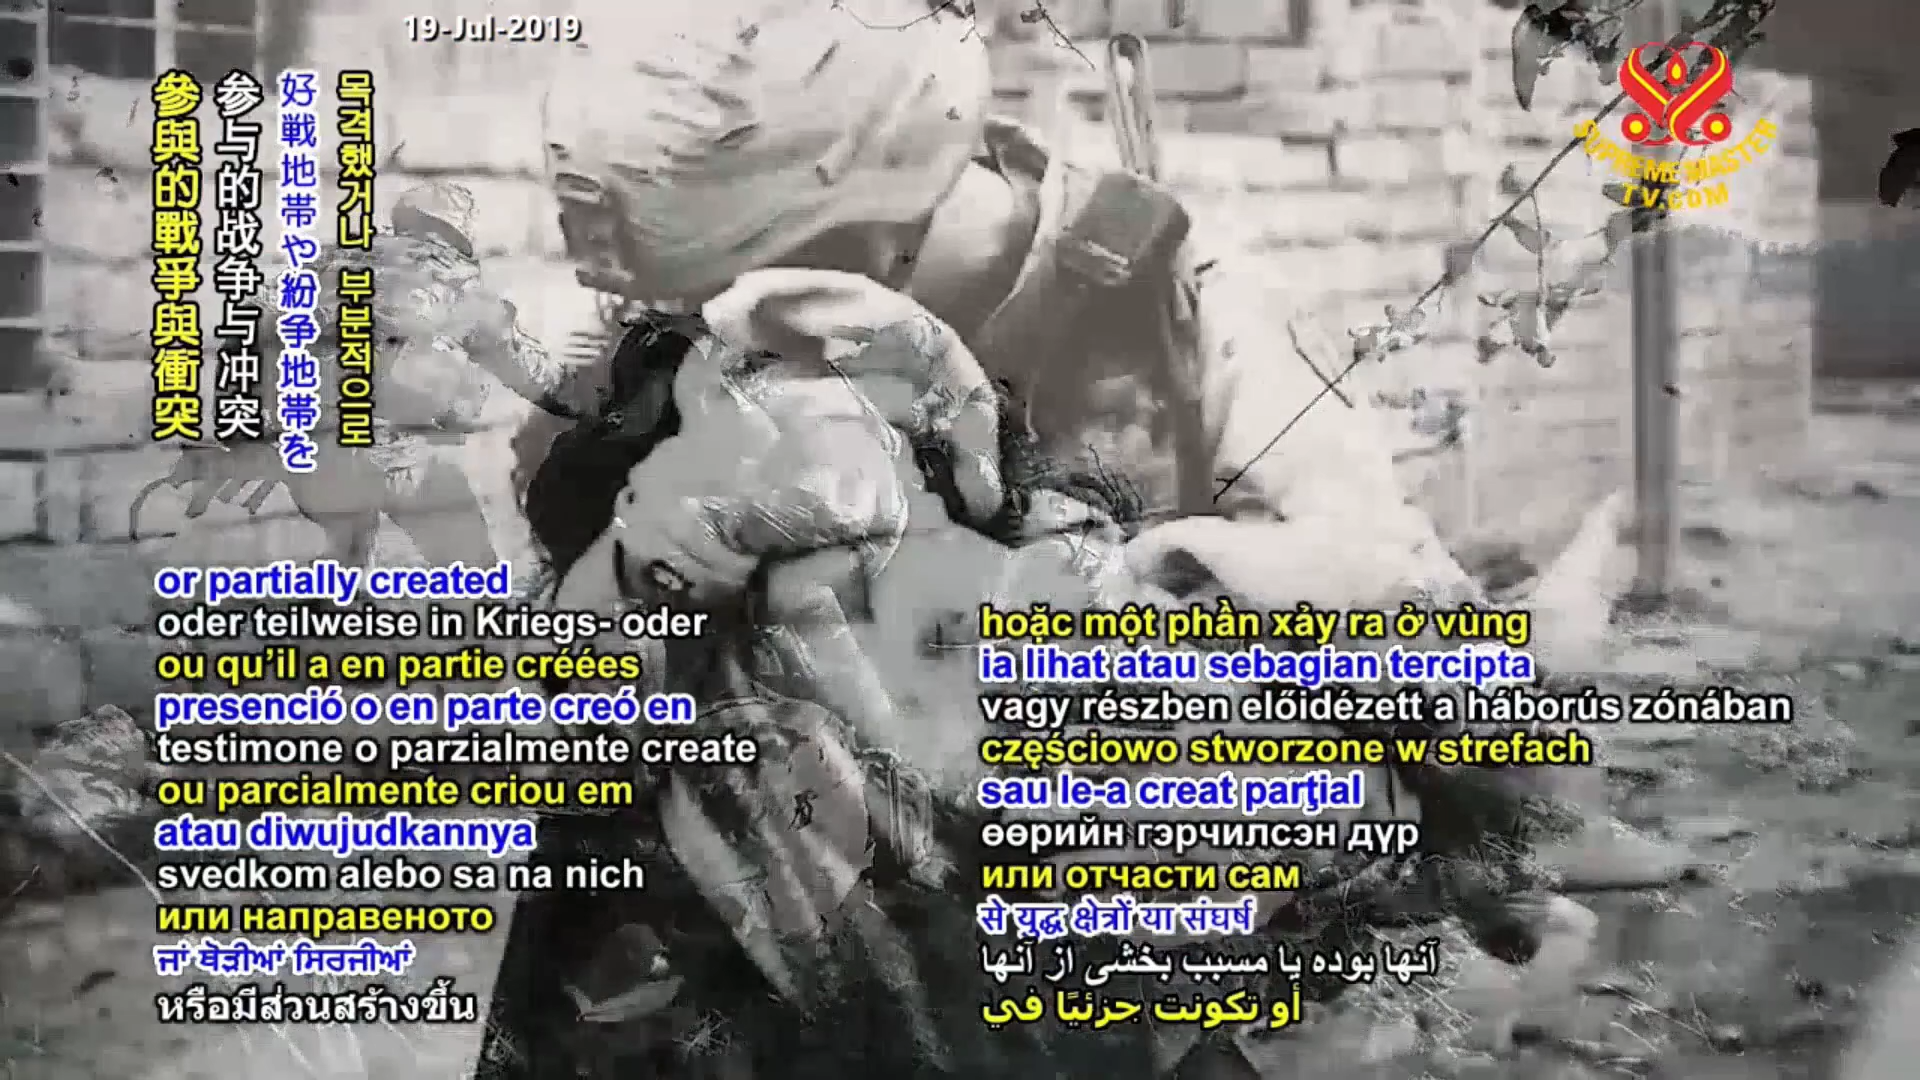 19-Jul-2019
SUPREME MASTER
TV.COM
목격했거나 부분적으로
好戦地帯や紛争地帯を
参与的战争与冲突
參與的戰爭與衝突
or partially created
oder teilweise in Kriegs- oder
ou qu’il a en partie créées
presenció o en parte creó en
testimone o parzialmente create
ou parcialmente criou em
atau diwujudkannya
svedkom alebo sa na nich
или направеното
ਜਾਂ ਥੋੜੀਆਂ ਸਿਰਜੀਆਂ
หรือมีส่วนสร้างขึ้น
hoặc một phần xảy ra ở vùng
ia lihat atau sebagian tercipta
vagy részben előidézett a háborús zónában
częściowo stworzone w strefach
sau le-a creat parţial
өөрийн гэрчилсэн дүр
или отчасти сам
से युद्ध क्षेत्रों या संघर्ष
آنها بوده یا مسبب بخشی از آنها
أو تكونت جزئيًا في